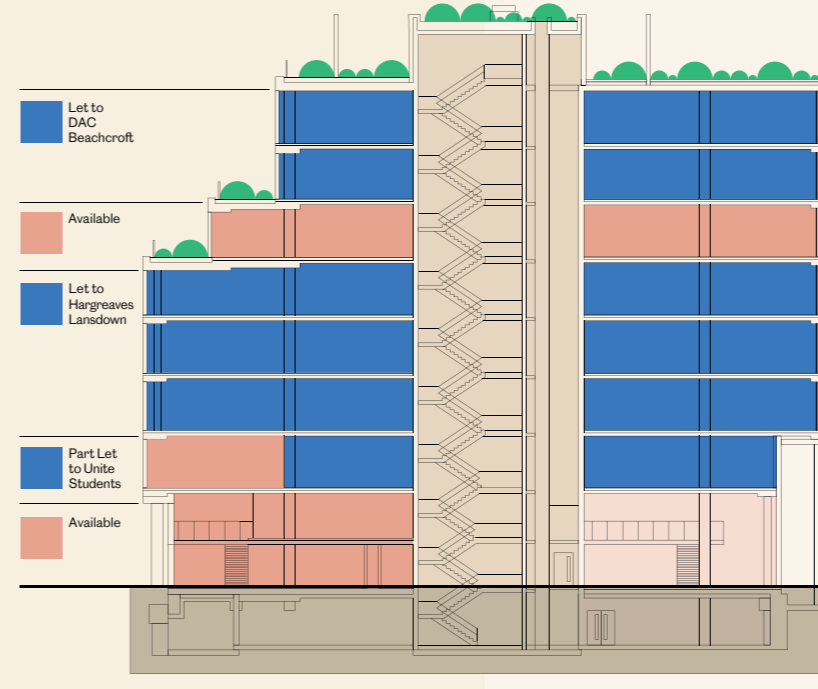 Let to
DAC
Beachcroft
Available
Let to
Hargreaves
Lansdown
Part Let
to Unite
Students
Available